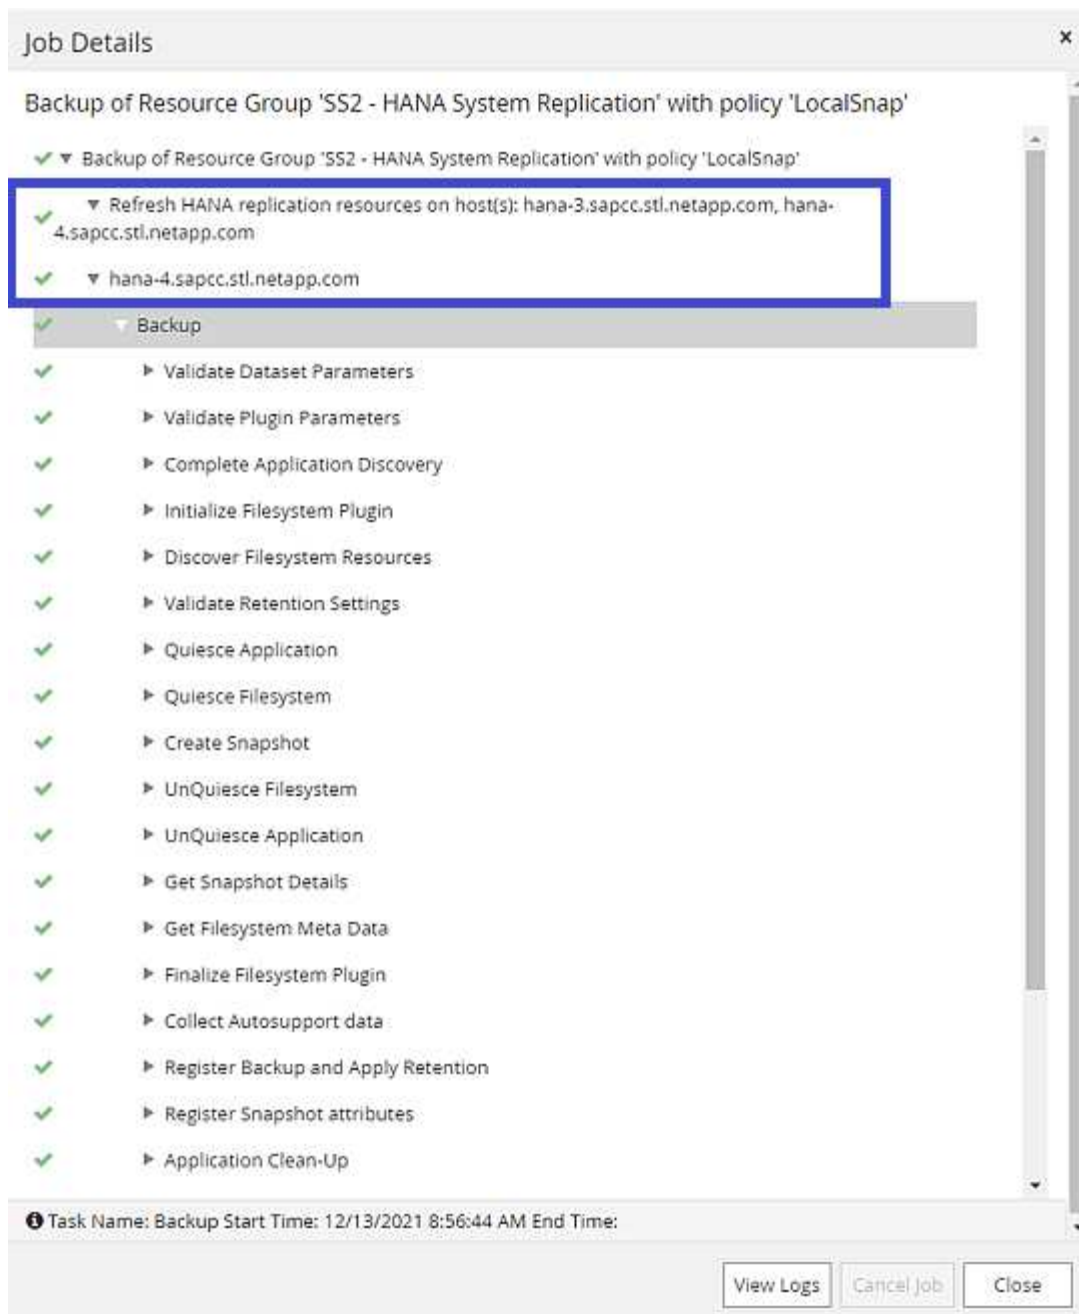 Job Details
×
Backup of Resource Group 'SS2 - HANA System Replication' with policy 'LocalSnap'
Backup of Resource Group 'SS2 - HANA System Replication' with policy 'LocalSnap'
Refresh HANA replication resources on host(s): hana-3.sapcc.stl.netapp.com, hana-
4.sapcc.stl.netapp.com
hana-4.sapcc.stl.netapp.com
Backup
Validate Dataset Parameters
Validate Plugin Parameters
Complete Application Discovery
Initialize Filesystem Plugin
Discover Filesystem Resources
Validate Retention Settings
Quiesce Application
Quiesce Filesystem
Create Snapshot
UnQuiesce Filesystem
UnQuiesce Application
Get Snapshot Details
Get Filesystem Meta Data
Finalize Filesystem Plugin
Collect Autosupport data
Register Backup and Apply Retention
Register Snapshot attributes
Application Clean-Up
Task Name: Backup Start Time: 12/13/2021 8:56:44 AM End Time:
View Logs Cancel Job Close